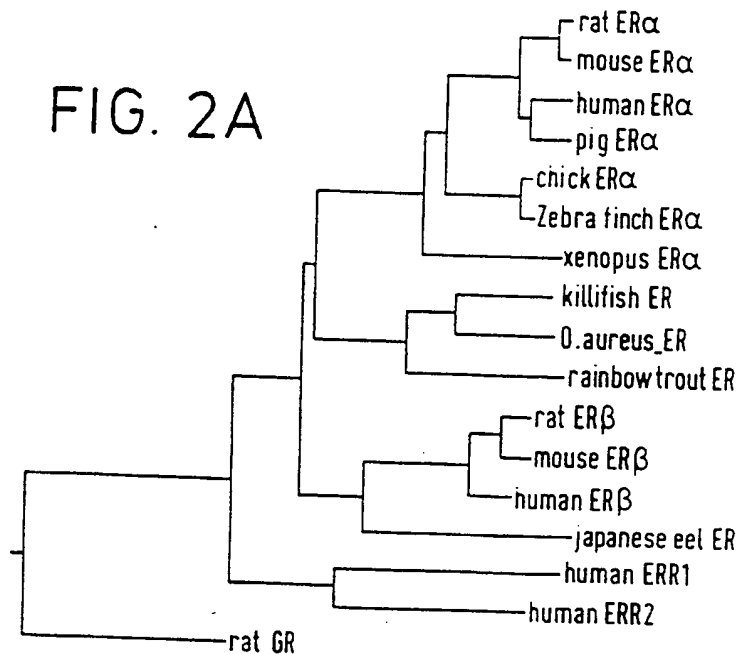 FIG. 2A
rat ERα
mouse ERα
human ERα
pig ERα
chick ERα
Zebra finch ERα
xenopus ERα
killifish ER
O.aureus_ER
rainbow trout ER
rat ERβ
mouse ERβ
human ERβ
japanese eel ER
human ERR1
human ERR2
rat GR